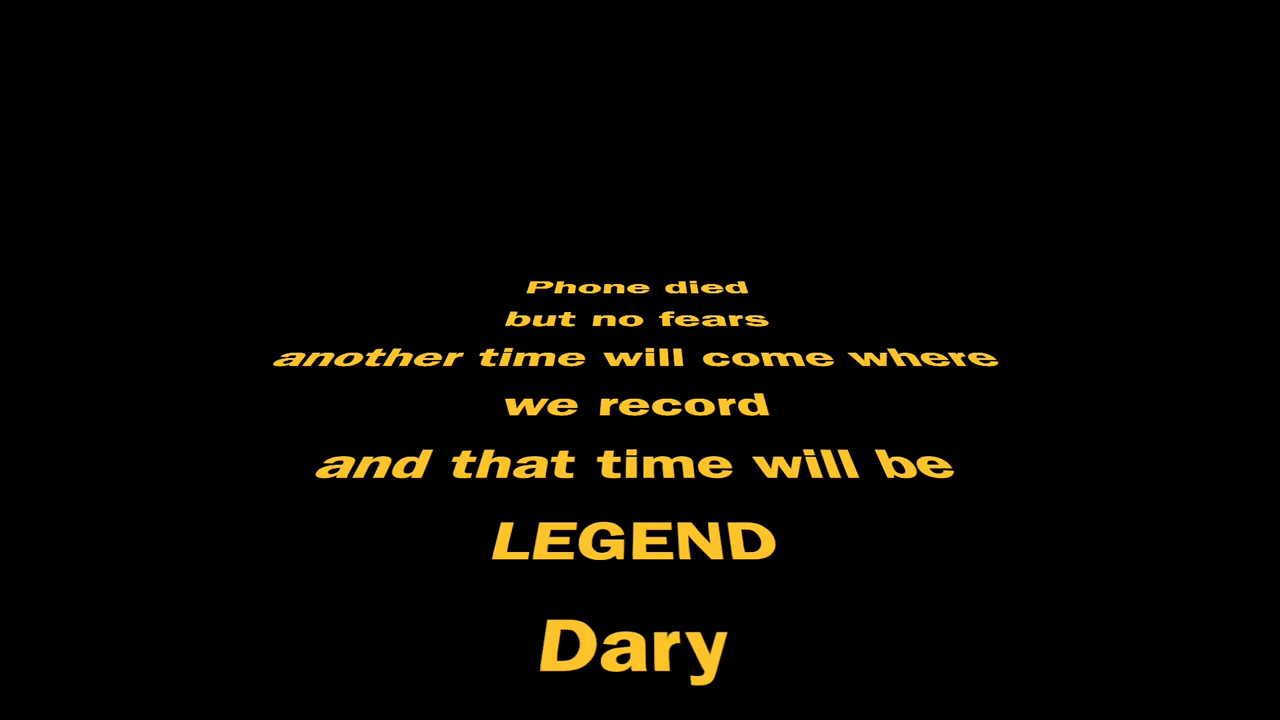 Phone died
but no fears
another time will come where
we record
and that time will be
LEGEND
Dary